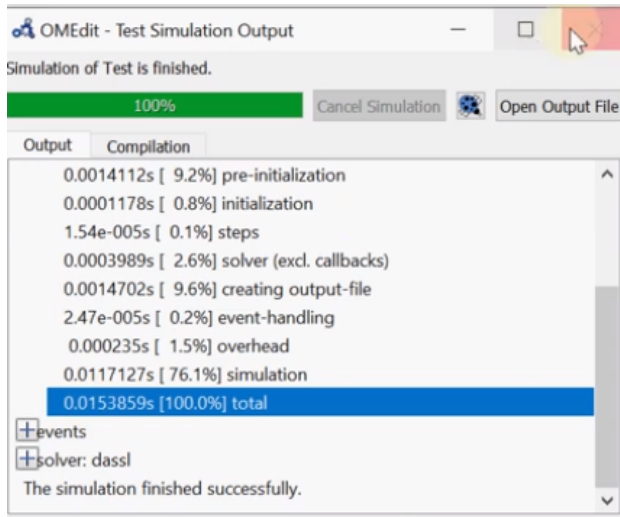 OMEdit - Test Simulation Output
Simulation of Test is finished.
100%
Cancel Simulation
Open Output File
Output Compilation
0.0014112s [ 9.2%] pre-initialization
0.0001178s [ 0.8%] initialization
1.54e-005s [ 0.1%] steps
0.0003989s [ 2.6%] solver (excl. callbacks)
0.0014702s [ 9.6%] creating output-file
2.47e-005s [ 0.2%] event-handling
0.000235s [ 1.5%] overhead
0.0117127s [ 76.1%] simulation
0.0153859s [100.0%] total
events
solver: dassl
The simulation finished successfully.